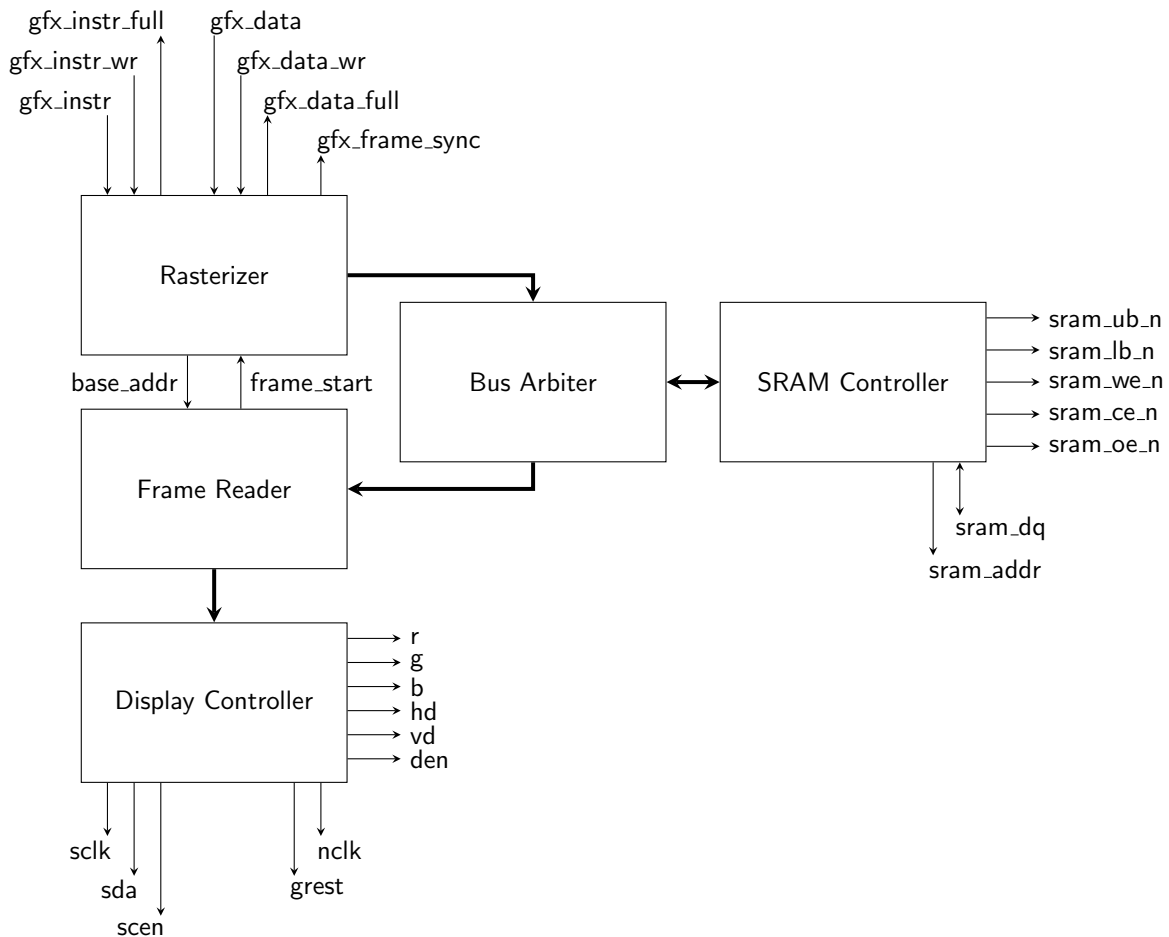 gfx_instr_full
gfx_data
gfx_instr_wr
gfx_data_wr
gfx_instr
gfx_data_full
gfx_frame_sync
Rasterizer
base_addr
frame_start
Bus Arbiter
SRAM Controller
sram_ub_n
sram_lb_n
sram_we_n
sram_ce_n
sram_oe_n
Frame Reader
sram_dq
sram_addr
Display Controller
r
g
b
hd
vd
den
sclk
nclk
sda
grest
scen